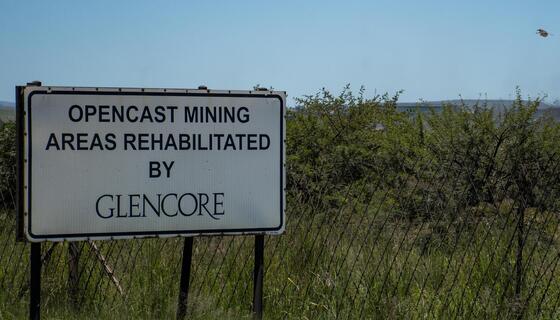 OPENCAST MINING
AREAS REHABILITATED
BY
GLENCORE